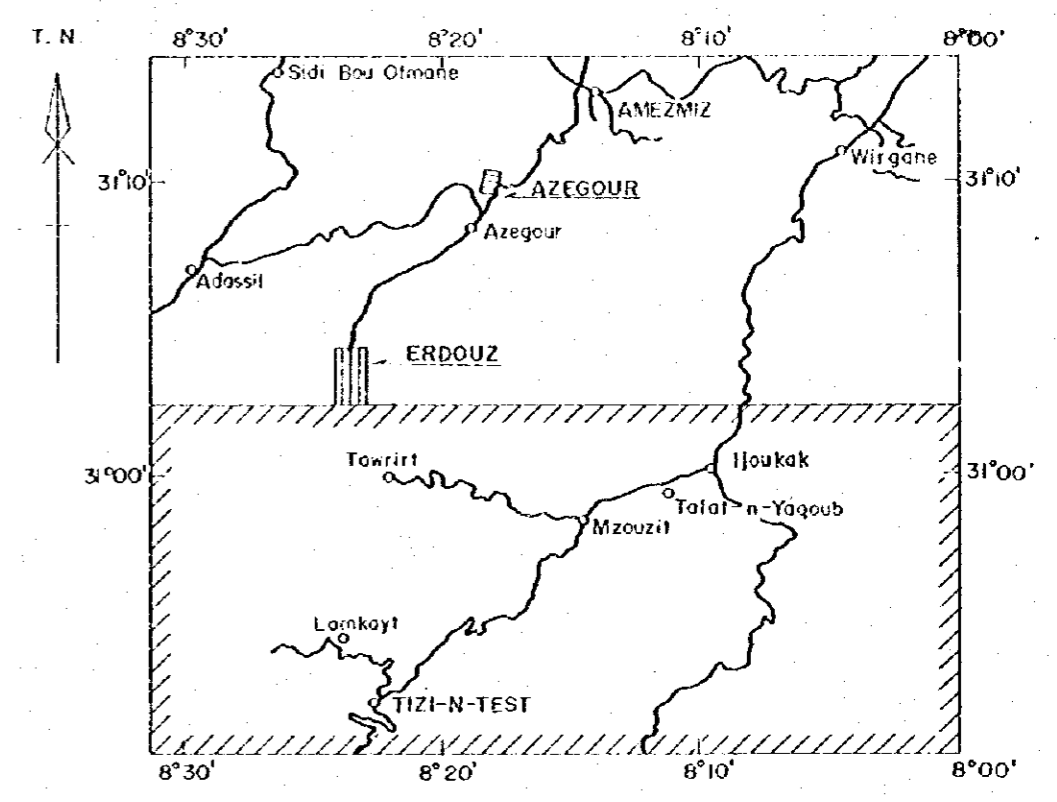 T. N.
8°30'
8°20'
8°10'
8°00'
Sidi Bou Otmane
AMEZMIZ
Wirgane
31°10'
AZEGOUR
31°10'
Azegour
Adassil
ERDOUZ
Tawrirt
Ijoukak
31°00'
31°00'
Talat-n-Yaqoub
Mzouzit
Lamkayt
TIZI-N-TEST
8°30'
8°20'
8°10'
8°00'